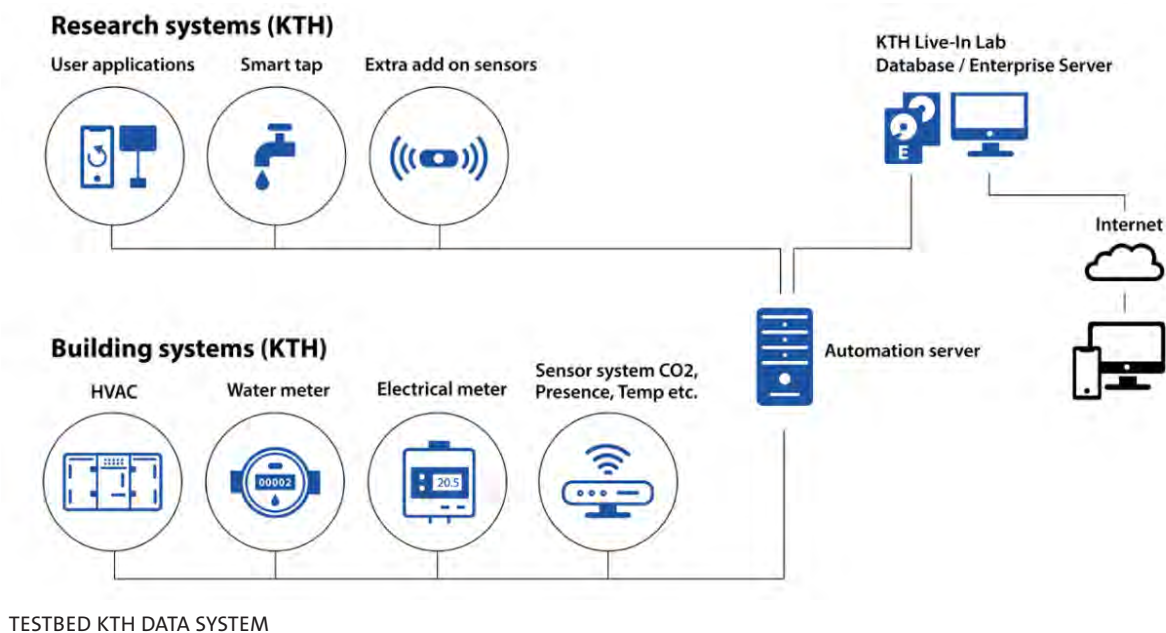 Research systems (KTH)
User applications
Smart tap
Extra add on sensors
KTH Live-In Lab
Database / Enterprise Server
E
Internet
Automation server
Building systems (KTH)
HVAC
Water meter
Electrical meter
Sensor system CO2,
Presence, Temp etc.
00002
20.5
TESTBED KTH DATA SYSTEM